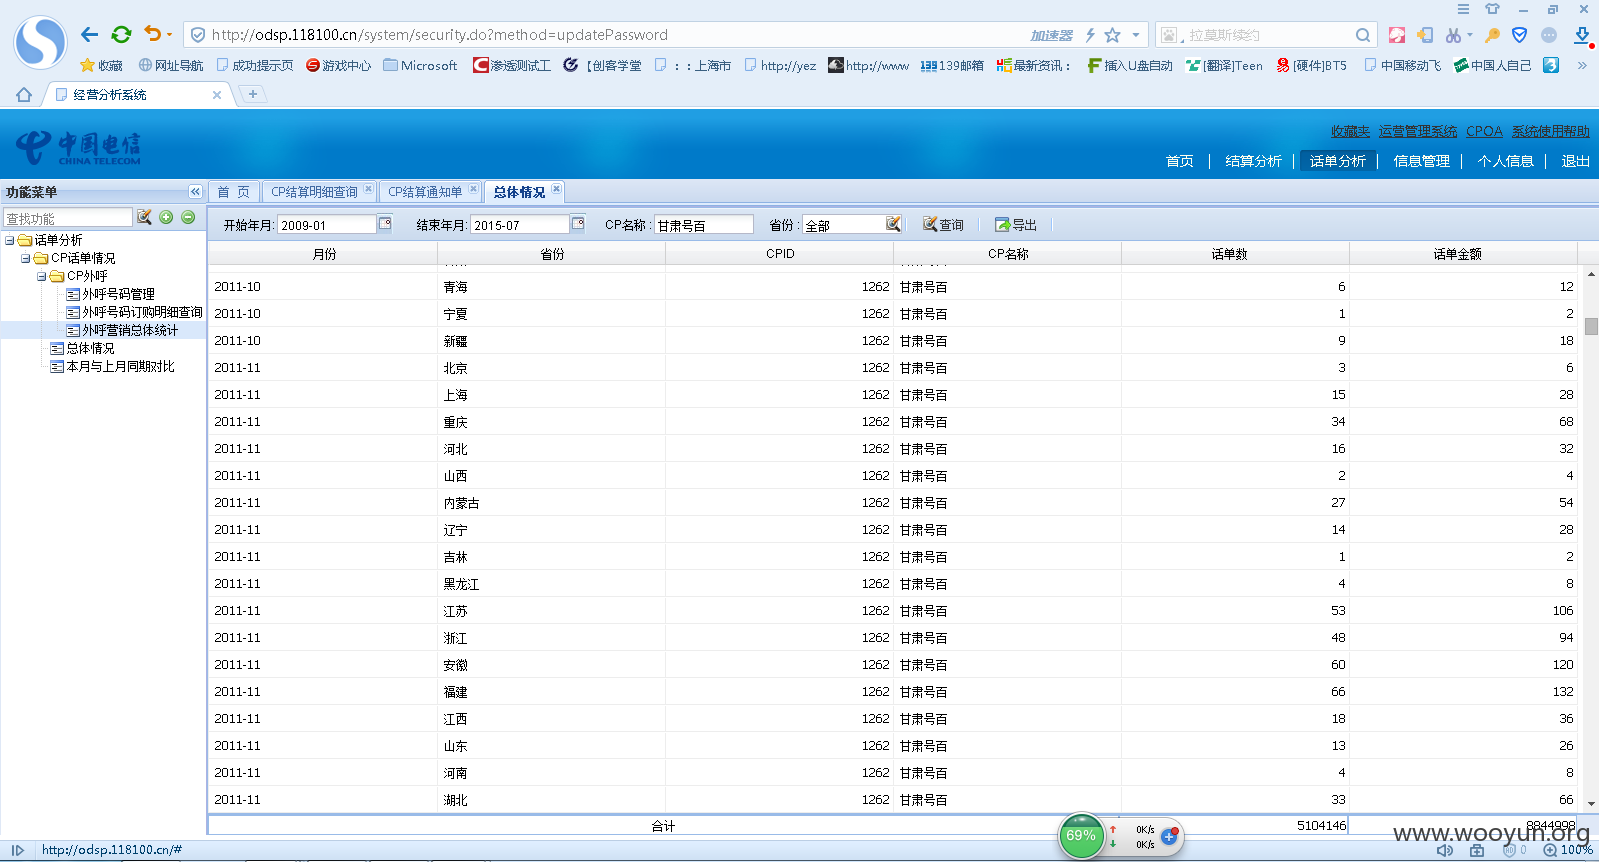 http://odsp.118100.cn/system/security.do?method=updatePassword 加速器 拉莫斯续约
收藏 网址导航 成功提示页 游戏中心 Microsoft 渗透测试工 【创客学堂 ：：上海市 http://yez http://www 139邮箱 最新资讯： 插入U盘自动 [翻译]Teen [硬件]BT5 中国移动飞 中国人自己 »
经营分析系统
中国电信
CHINA TELECOM
收藏夹 运营管理系统 CPOA 系统使用帮助
首页 结算分析 话单分析 信息管理 个人信息 退出
功能菜单
首 页 CP结算明细查询 CP结算通知单 总体情况
查找功能
开始年月: 2009-01 结束年月: 2015-07 CP名称: 甘肃号百 省份: 全部 查询 导出
话单分析
CP话单情况
CP外呼
外呼号码管理
外呼号码订购明细查询
外呼营销总体统计
总体情况
本月与上月同期对比
月份 省份 CPID CP名称 话单数 话单金额
2011-10 青海 1262 甘肃号百 6 12
2011-10 宁夏 1262 甘肃号百 1 2
2011-10 新疆 1262 甘肃号百 9 18
2011-11 北京 1262 甘肃号百 3 6
2011-11 上海 1262 甘肃号百 15 28
2011-11 重庆 1262 甘肃号百 34 68
2011-11 河北 1262 甘肃号百 16 32
2011-11 山西 1262 甘肃号百 2 4
2011-11 内蒙古 1262 甘肃号百 27 54
2011-11 辽宁 1262 甘肃号百 14 28
2011-11 吉林 1262 甘肃号百 1 2
2011-11 黑龙江 1262 甘肃号百 4 8
2011-11 江苏 1262 甘肃号百 53 106
2011-11 浙江 1262 甘肃号百 48 94
2011-11 安徽 1262 甘肃号百 60 120
2011-11 福建 1262 甘肃号百 66 132
2011-11 江西 1262 甘肃号百 18 36
2011-11 山东 1262 甘肃号百 13 26
2011-11 河南 1262 甘肃号百 4 8
2011-11 湖北 1262 甘肃号百 33 66
合计 5104146 8844998
69% 0K/s
0K/s
www.wooyun.org
http://odsp.118100.cn/# 0 100%